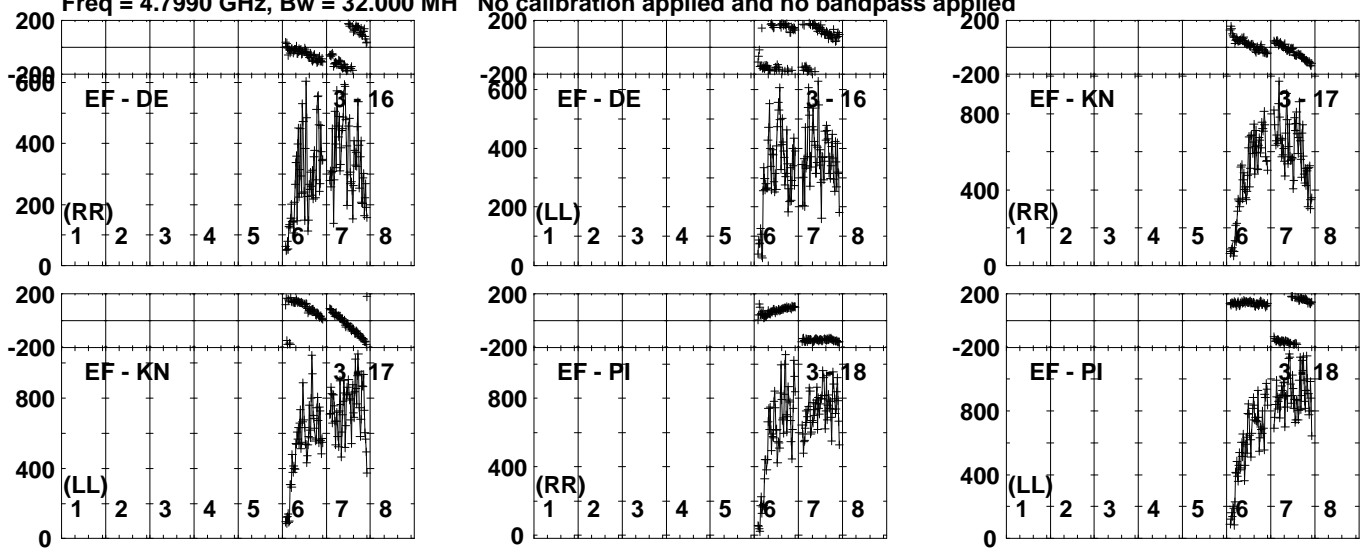 Freq = 4.7990 GHz, Bw = 32.000 MH No calibration applied and no bandpass applied
200
-200
600
EF - DE
3 - 16
400
200
(RR)
0
1 2 3 4 5 6 7 8
200
-200
600
EF - DE
3 - 16
400
200
(LL)
0
1 2 3 4 5 6 7 8
200
-200
EF - KN
3 - 17
800
400
(RR)
0
1 2 3 4 5 6 7 8
200
-200
EF - KN
3 - 17
800
400
(LL)
0
1 2 3 4 5 6 7 8
200
-200
EF - PI
3 - 18
800
400
(RR)
0
1 2 3 4 5 6 7 8
200
-200
EF - PI
3 - 18
800
400
(LL)
0
1 2 3 4 5 6 7 8